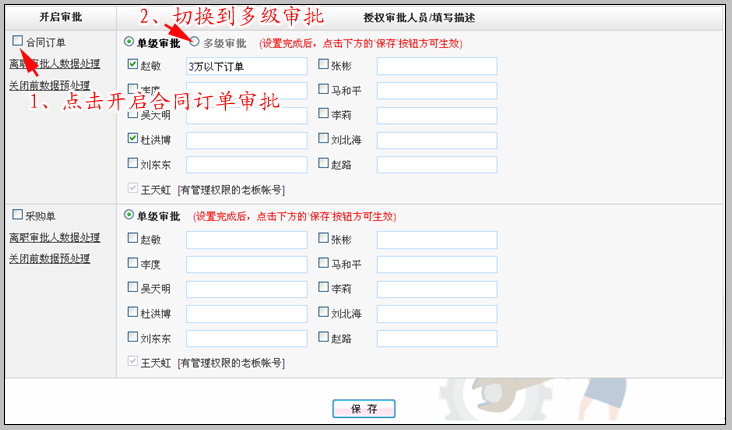 开启审批 授权审批人员/填写描述
2、切换到多级审批
合同订单 单级审批 多级审批 (设置完成后，点击下方的'保存'按钮方可生效)
离职审批人数据处理 赵敏 3万以下订单 张彬
关闭前数据预处理 李度 马和平
1、点击开启合同订单审批
吴天明 李莉
杜洪博 刘北海
刘东东 赵路
王天虹 [有管理权限的老板帐号]
采购单 单级审批 (设置完成后，点击下方的'保存'按钮方可生效)
离职审批人数据处理 赵敏 张彬
关闭前数据预处理 李度 马和平
吴天明 李莉
杜洪博 刘北海
刘东东 赵路
王天虹 [有管理权限的老板帐号]
保 存